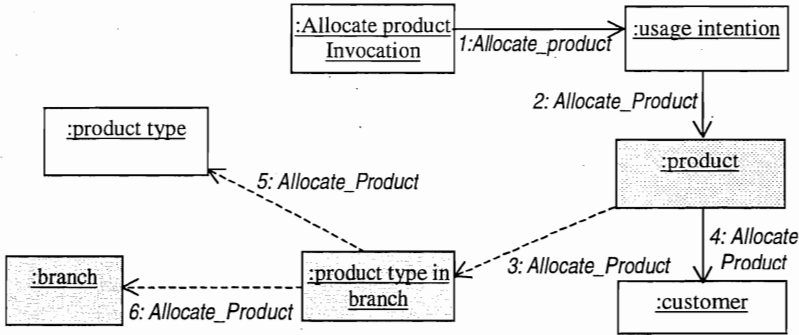 :Allocate product
Invocation
1:Allocate_product
:usage intention
2: Allocate_Product
:product type
:product
5: Allocate_Product
4: Allocate
Product
3: Allocate_Product
:branch
:product type in
branch
6: Allocate_Product
:customer